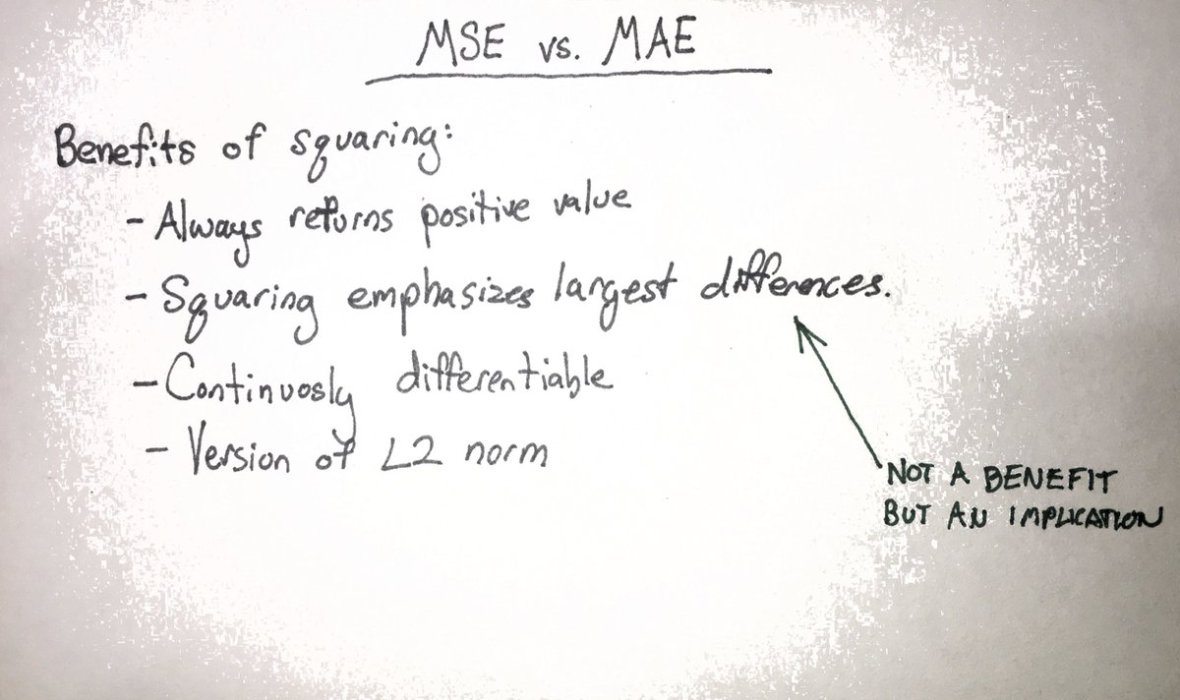 MSE vs. MAE
Benefits of squaring:
- Always returns positive value
- Squaring emphasizes largest differences.
- Continuosly differentiable
- Version of L2 norm
NOT A BENEFIT
BUT AN IMPLICATION